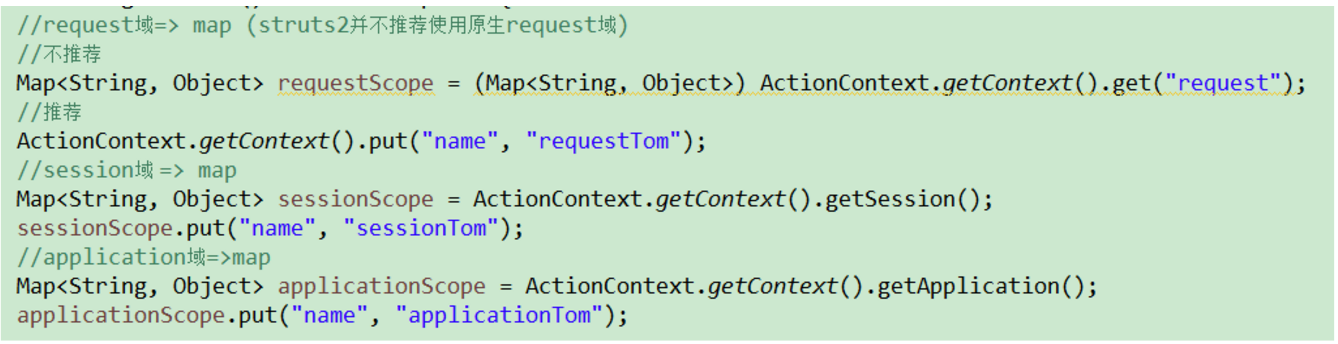 //request域=> map (struts2并不推荐使用原生request域)
//不推荐
Map<String, Object> requestScope = (Map<String, Object>) ActionContext.getContext().get("request");
//推荐
ActionContext.getContext().put("name", "requestTom");
//session域 => map
Map<String, Object> sessionScope = ActionContext.getContext().getSession();
sessionScope.put("name", "sessionTom");
//application域=>map
Map<String, Object> applicationScope = ActionContext.getContext().getApplication();
applicationScope.put("name", "applicationTom");